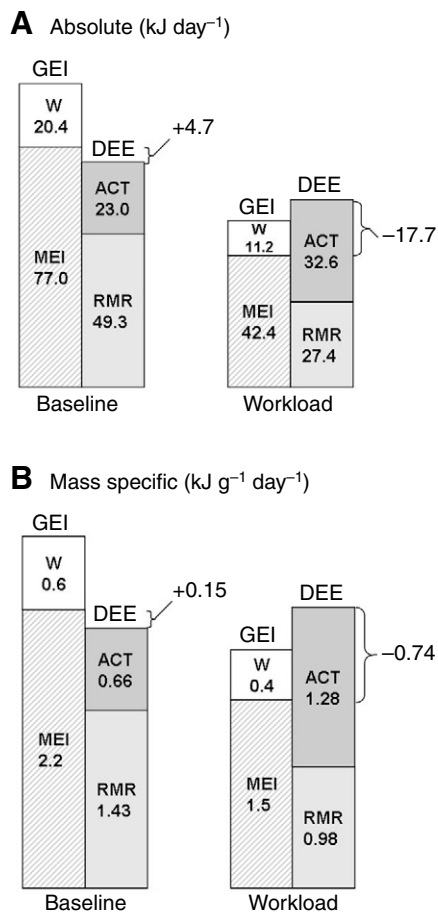 A Absolute (kJ day–1)
GEI
W
20.4
+4.7
DEE
ACT
23.0
MEI
77.0
RMR
49.3
Baseline
DEE
GEI
W
11.2
ACT
32.6
–17.7
MEI
42.4
RMR
27.4
Workload
B Mass specific (kJ g–1 day–1)
GEI
W
0.6
+0.15
DEE
ACT
0.66
MEI
2.2
RMR
1.43
Baseline
DEE
GEI
W
0.4
ACT
1.28
–0.74
MEI
1.5
RMR
0.98
Workload